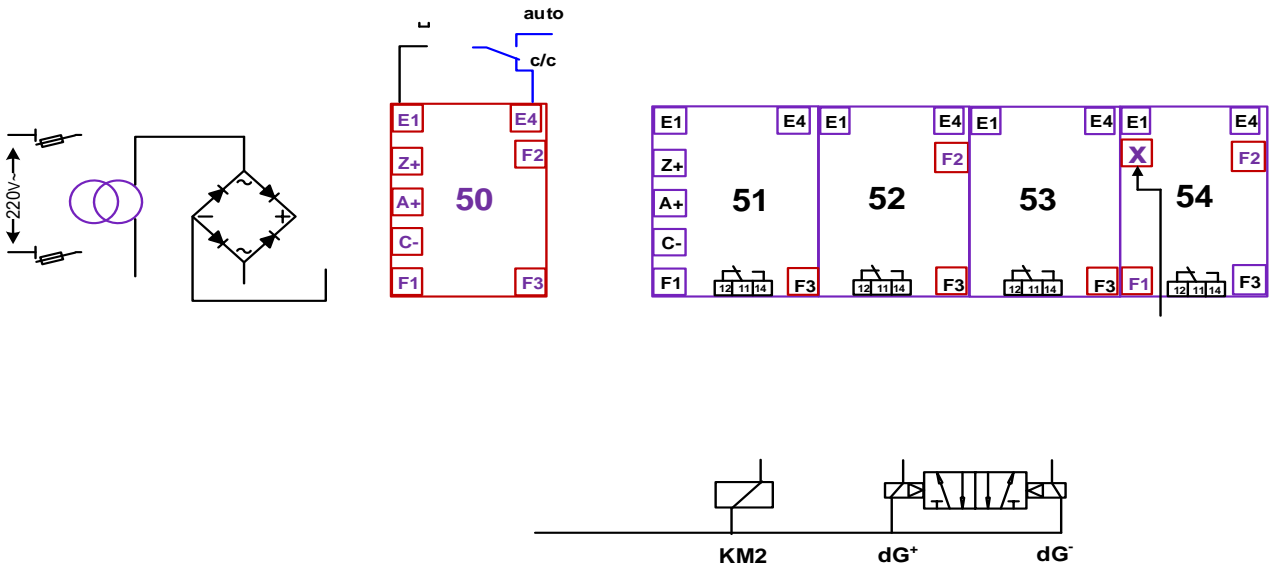 auto
c/c
220V~
~
−
+
~
E1
E4
Z+
F2
A+
50
C-
F1
F3
E1
E4
Z+
A+
51
C-
F1
12 11 14
F3
E1
E4
F2
52
12 11 14
F3
E1
E4
53
12 11 14
F3
E1
E4
X
F2
54
F1
12 11 14
F3
KM2
dG+
dG-